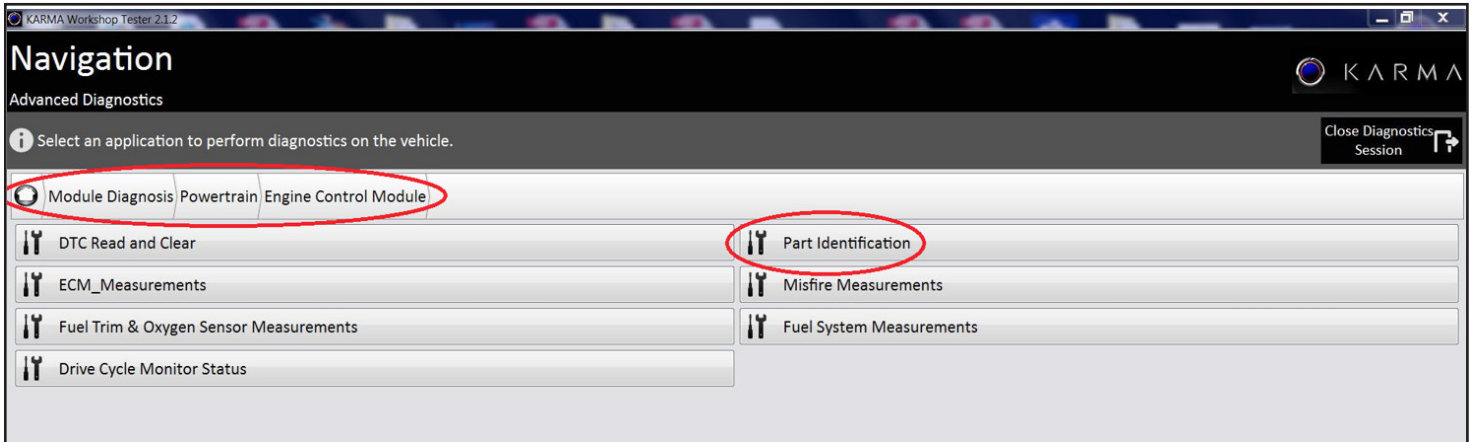 KARMA Workshop Tester 2.1.2
Navigation
KARMA
Advanced Diagnostics
Select an application to perform diagnostics on the vehicle.
Close Diagnostics
Session
Module Diagnosis Powertrain Engine Control Module
DTC Read and Clear
Part Identification
ECM_Measurements
Misfire Measurements
Fuel Trim & Oxygen Sensor Measurements
Fuel System Measurements
Drive Cycle Monitor Status